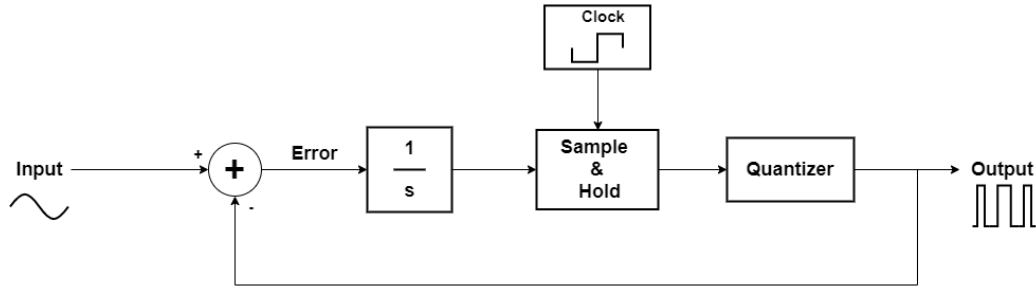 Clock
Input
+
+
-
Error
1
s
Sample
&
Hold
Quantizer
Output